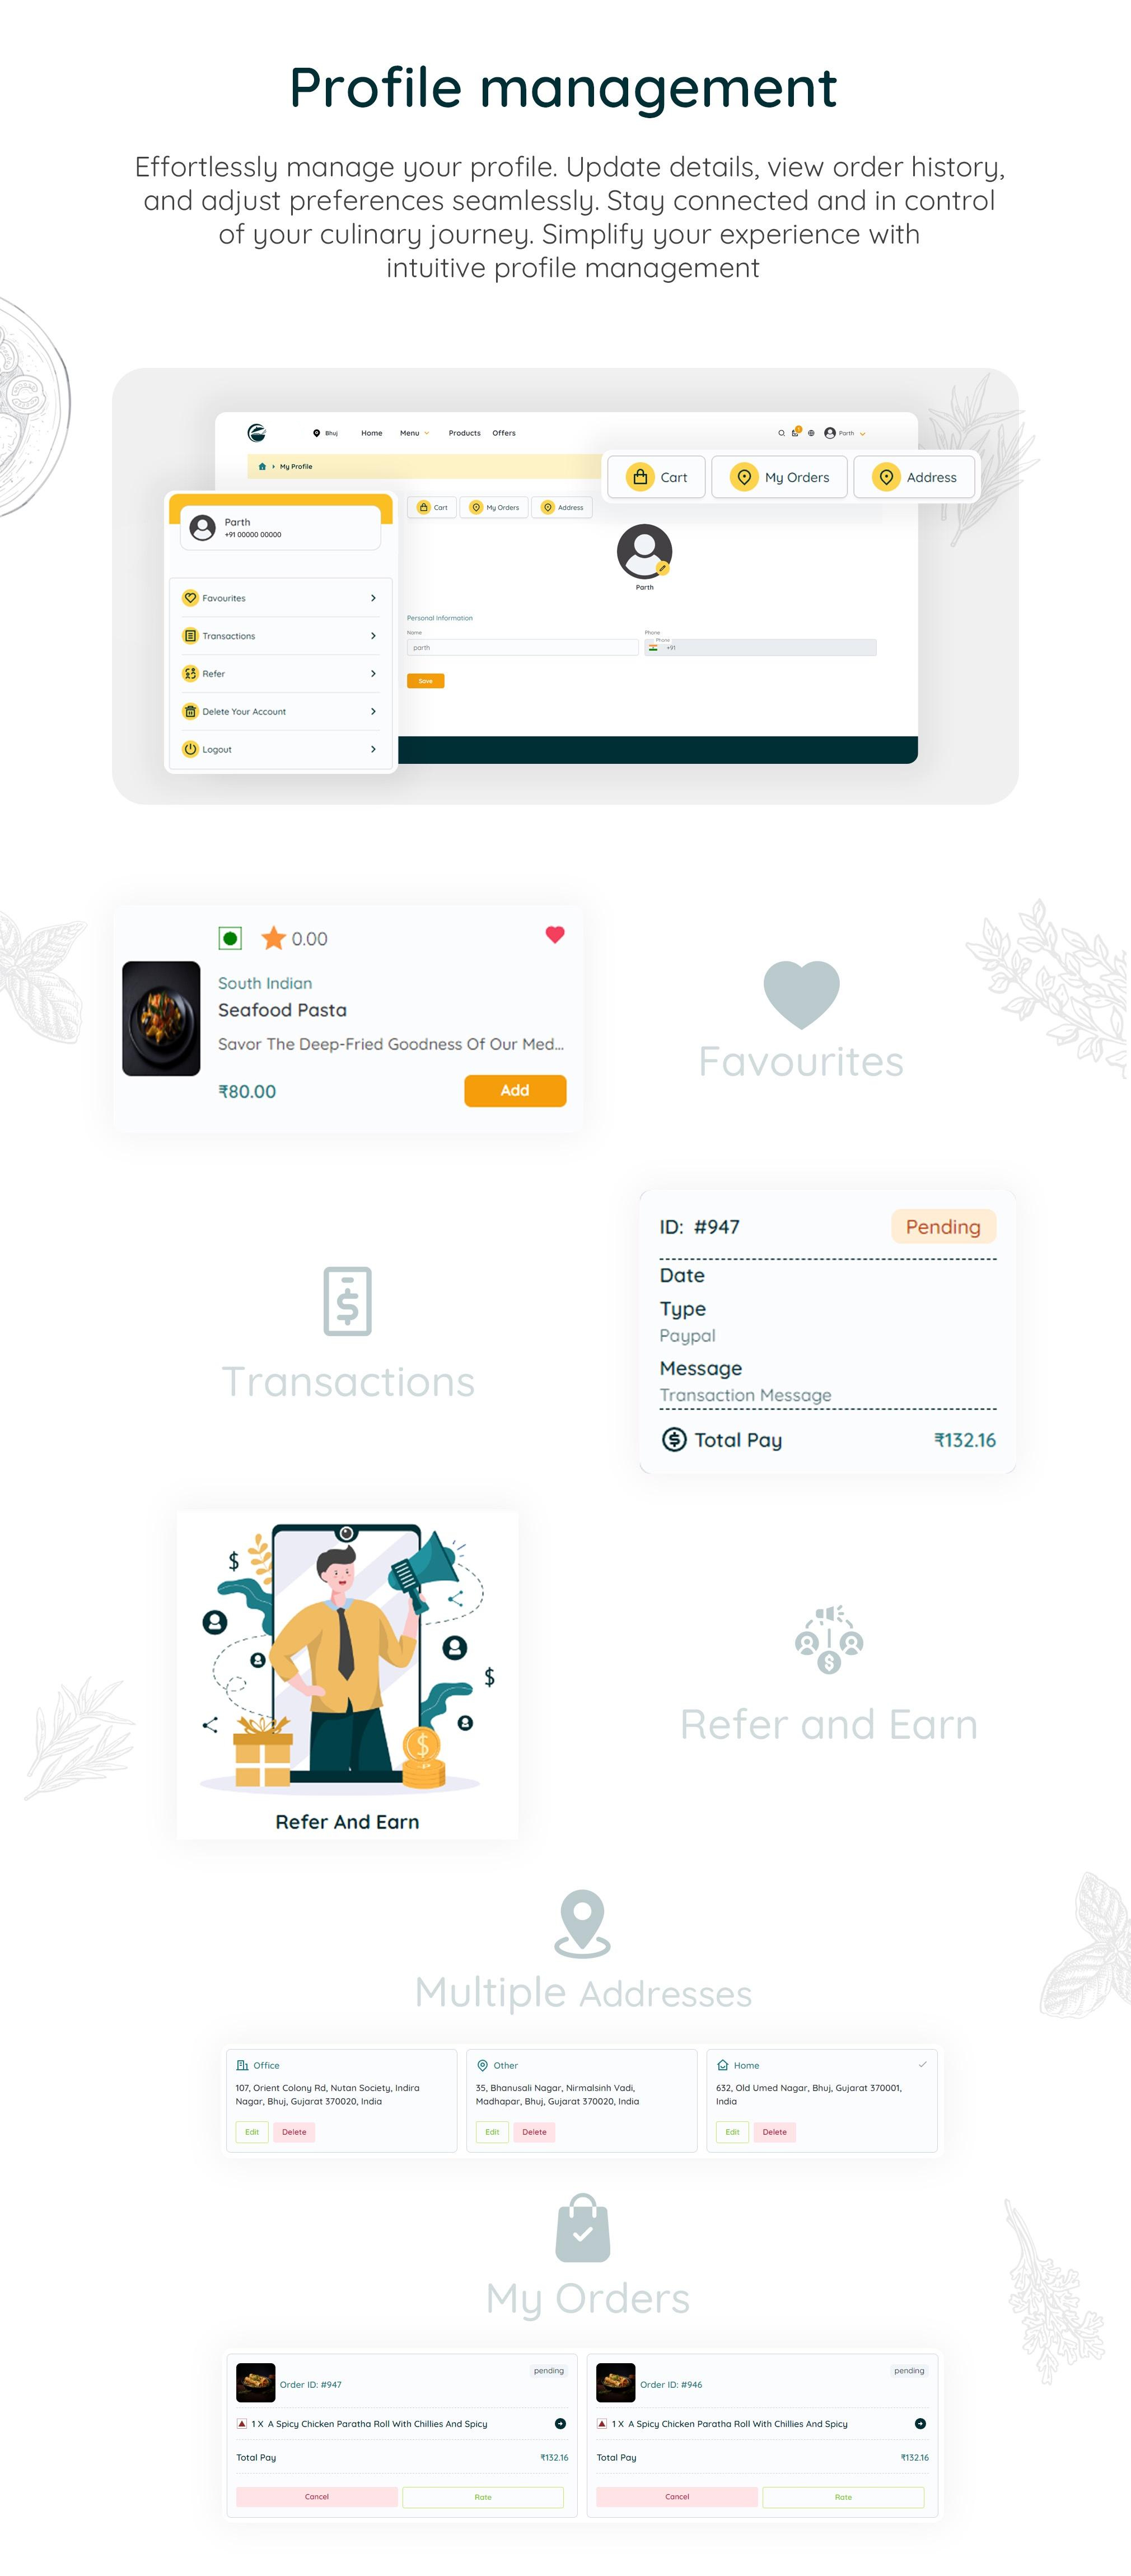 Profile management
Effortlessly manage your profile. Update details, view order history,
and adjust preferences seamlessly. Stay connected and in control
of your culinary journey. Simplify your experience with
intuitive profile management
Bhuj Home Menu Products Offers Parth
My Profile
Cart My Orders Address
Cart My Orders Address
Parth
+91 00000 00000
Parth
Favourites
Transactions
Refer
Delete Your Account
Logout
Personal Information
Name Phone
Phone
parth +91
Save
0.00
South Indian
Seafood Pasta
Savor The Deep-Fried Goodness Of Our Med...
₹80.00 Add
Favourites
ID: #947 Pending
Date
Type
Paypal
Message
Transaction Message
Total Pay ₹132.16
Transactions
Refer And Earn
Refer and Earn
Multiple Addresses
Office
107, Orient Colony Rd, Nutan Society, Indira
Nagar, Bhuj, Gujarat 370020, India
Edit Delete
Other
35, Bhanusali Nagar, Nirmalsinh Vadi,
Madhapar, Bhuj, Gujarat 370020, India
Edit Delete
Home
632, Old Umed Nagar, Bhuj, Gujarat 370001,
India
Edit Delete
My Orders
pending
Order ID: #947
1 X A Spicy Chicken Paratha Roll With Chillies And Spicy
Total Pay ₹132.16
Cancel Rate
pending
Order ID: #946
1 X A Spicy Chicken Paratha Roll With Chillies And Spicy
Total Pay ₹132.16
Cancel Rate